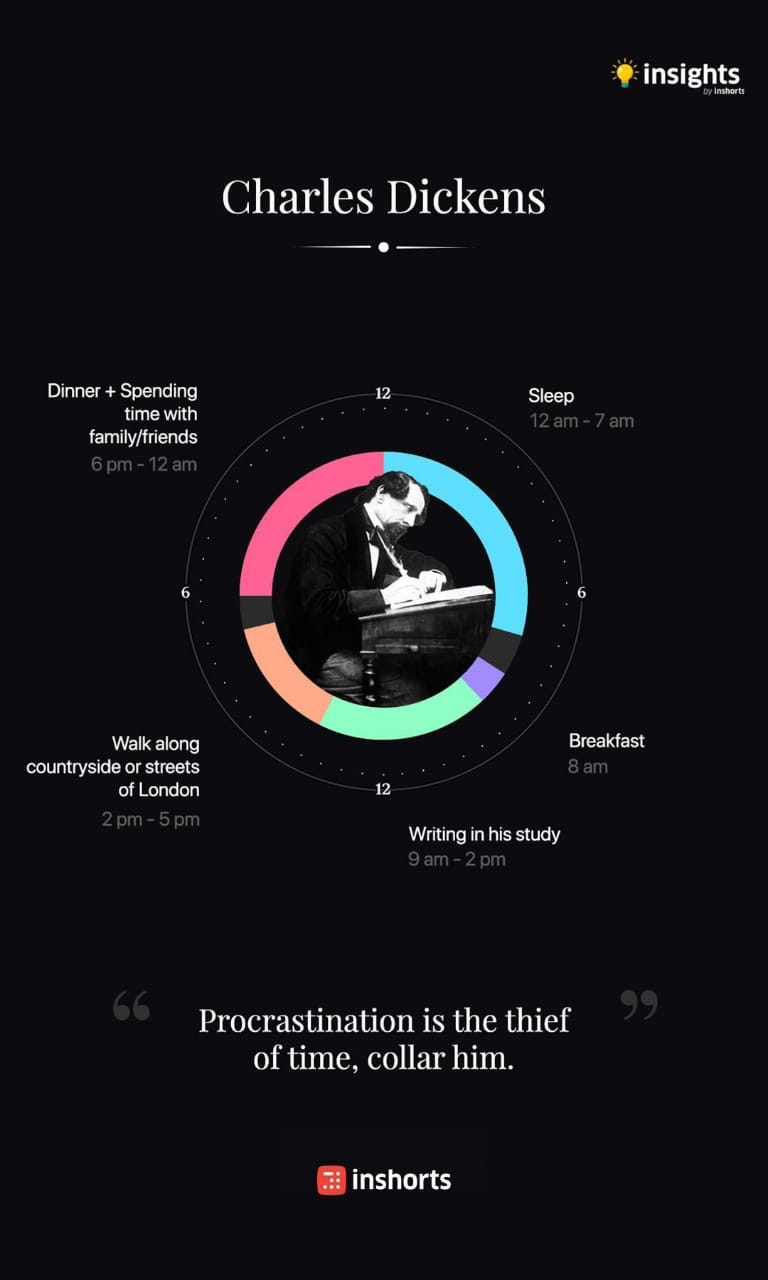 insights
by inshorts
Charles Dickens
Dinner + Spending
time with
family/friends
6 pm - 12 am
Sleep
12 am - 7 am
12
6
6
12
Walk along
countryside or streets
of London
2 pm - 5 pm
Breakfast
8 am
Writing in his study
9 am - 2 pm
“ Procrastination is the thief ”
of time, collar him.
inshorts